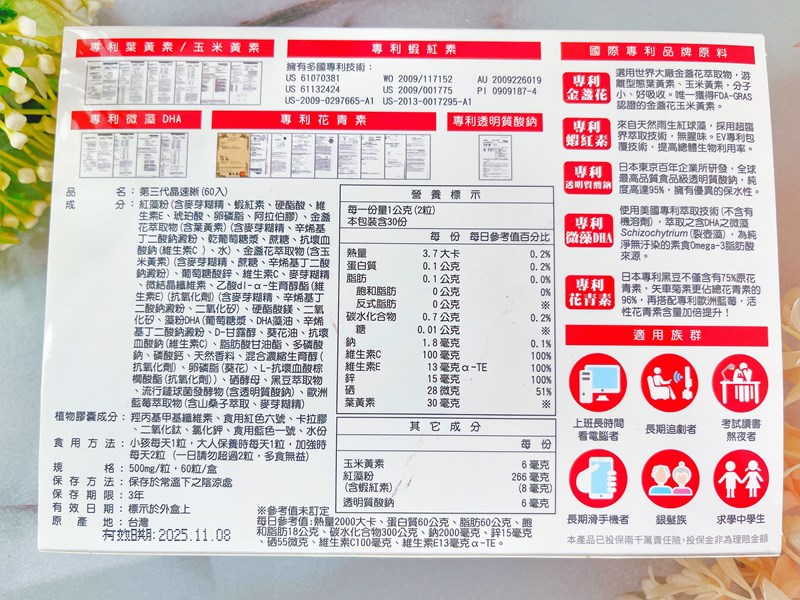 專利葉黃素/玉米黃素
專利蝦紅素
擁有多國專利技術：
US 61070381
WO 2009/117152
AU 2009226019
US 61132424
US 2009/001775
PI 0909187-4
US-2009-0297665-A1
US-2013-0017295-A1
專利微藻DHA
專利花青素
專利透明質酸鈉
品名：第三代晶速晰(60入)
成分：紅藻粉(含麥芽糊精、蝦紅素、硬酯酸、維
生素E、琥珀酸、卵磷脂、阿拉伯膠)、金盞
花萃取物(含葉黃素)(含麥芽糊精、辛烯基
丁二酸鈉澱粉、乾葡萄糖漿、蔗糖、抗壞血
酸鈉(維生素C)、水)、金盞花萃取物(含玉
米黃素)(含麥芽糊精、蔗糖、辛烯基丁二酸
鈉澱粉)、葡萄糖酸鋅、維生素C、麥芽糊精
、微結晶纖維素、乙酸dl-α-生育醇酯(維
生素E)(抗氧化劑)(含麥芽糊精、辛烯基丁
二酸鈉澱粉、二氧化矽)、硬酯酸鎂、二氧
化矽、藻粉DHA(葡萄糖漿、DHA藻油、辛烯
基丁二酸鈉澱粉、D-甘露醇、葵花油、抗壞
血酸鈉(維生素C)、脂肪酸甘油酯、多磷酸
鈉、磷酸鈣、天然香料、混合濃縮生育醇(
抗氧化劑)、卵磷脂(葵花)、L-抗壞血酸棕
櫚酸酯(抗氧化劑))、硒酵母、黑豆萃取物
、流行鏈球菌發酵物(含透明質酸鈉)、歐洲
藍莓萃取物(含山桑子萃取、麥芽糊精)
植物膠囊成分：羥丙基甲基纖維素、食用紅色六號、卡拉膠
、二氧化鈦、氯化鉀、食用藍色一號、水份
食用方法：小孩每天1粒，大人保養時每天1粒，加強時
每天2粒 (一日請勿超過2粒，多食無益)
規格：500mg/粒，60粒/盒
保存方法：保存於常溫下之陰涼處
保存期限：3年
有效日期：標示於外盒上
原產地：台灣
有效日期:2025.11.08
營養標示
每一份量1公克(2粒)
本包裝含30份
每份 每日參考值百分比
熱量 3.7大卡 0.2%
蛋白質 0.1公克 0.2%
脂肪 0.1公克 0.2%
飽和脂肪 0公克 0%
反式脂肪 0公克 ※
碳水化合物 0.7公克 0.2%
糖 0.01公克 ※
鈉 1.8毫克 0.1%
維生素C 100毫克 100%
維生素E 13毫克α-TE 100%
鋅 15毫克 100%
硒 28微克 51%
葉黃素 30毫克 ※
其它成分
每份
玉米黃素 6毫克
紅藻粉 266毫克
(含蝦紅素) (8毫克)
透明質酸鈉 6毫克
※參考值未訂定
每日參考值:熱量2000大卡、蛋白質60公克、脂肪60公克、飽
和脂肪18公克、碳水化合物300公克、鈉2000毫克、鋅15毫克
、硒55微克、維生素C100毫克、維生素E13毫克α-TE。
國際專利品牌原料
專利
金盞花
選用世界大廠金盞花萃取物，游
離型態葉黃素、玉米黃素，分子
小、好吸收。唯一獲得FDA-GRAS
認證的金盞花玉米黃素。
專利
蝦紅素
來自天然雨生紅球藻，採用超臨
界萃取技術，無腥味。EV專利包
覆技術，提高總體生物利用率。
專利
透明質酸鈉
日本東京百年企業所研發，全球
最高品質食品級透明質酸鈉，純
度高達95%，擁有優異的保水性。
專利
微藻DHA
使用美國專利萃取技術(不含有
機溶劑)，萃取之含DHA之微藻
Schizochytrium(裂壺藻)，為純
淨無汙染的素食Omega-3脂肪酸
來源。
專利
花青素
日本專利黑豆不僅含有75%原花
青素，矢車菊素更佔總花青素的
96%，再搭配專利歐洲藍莓，活
性花青素含量加倍提升！
適用族群
上班長時間
看電腦者
長期追劇者
考試讀書
熬夜者
長期滑手機者
銀髮族
求學中學生
本產品已投保兩千萬責任險，投保金非為理賠金額